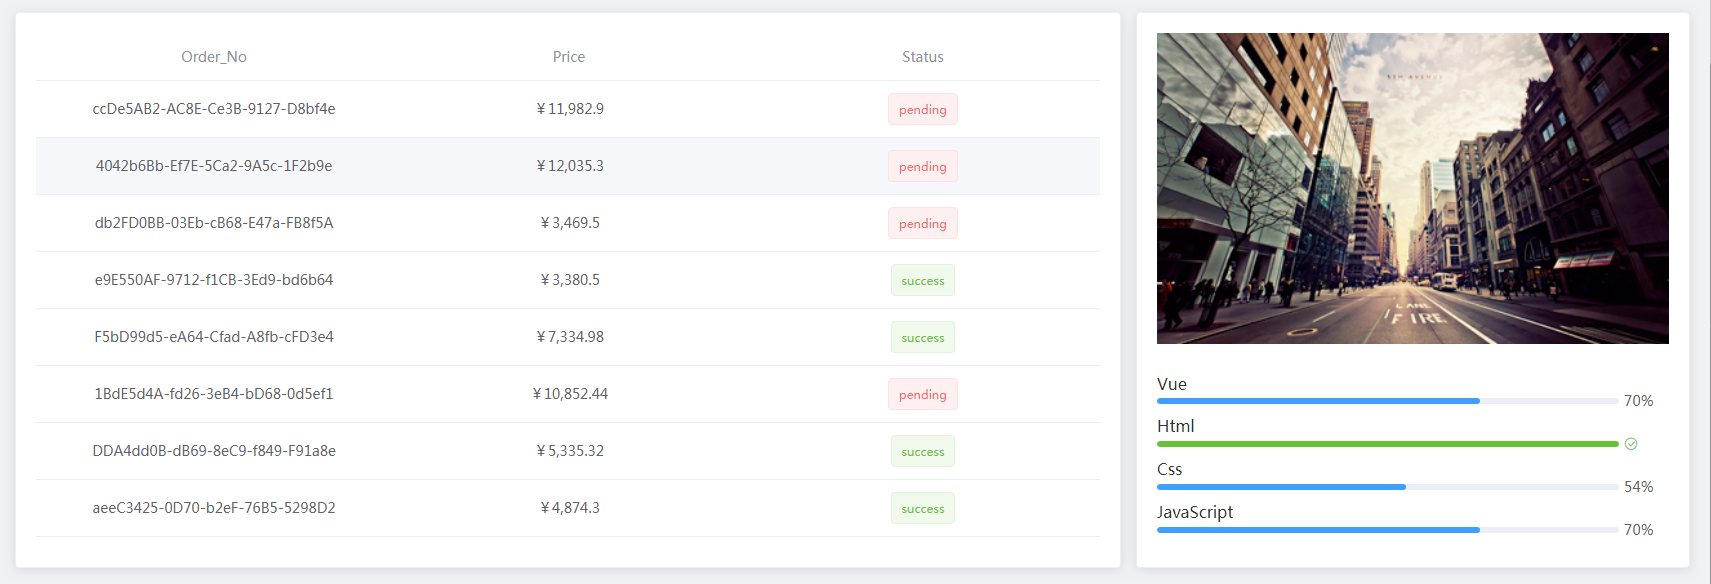 Order_No Price Status
ccDe5AB2-AC8E-Ce3B-9127-D8bf4e ¥11,982.9 pending
4042b6Bb-Ef7E-5Ca2-9A5c-1F2b9e ¥12,035.3 pending
db2FD0BB-03Eb-cB68-E47a-FB8f5A ¥3,469.5 pending
e9E550AF-9712-f1CB-3Ed9-bd6b64 ¥3,380.5 success
F5bD99d5-eA64-Cfad-A8fb-cFD3e4 ¥7,334.98 success
1BdE5d4A-fd26-3eB4-bD68-0d5ef1 ¥10,852.44 pending
DDA4dd0B-dB69-8eC9-f849-F91a8e ¥5,335.32 success
aeeC3425-0D70-b2eF-76B5-5298D2 ¥4,874.3 success
5TH AVENUE
LANE
FIRE
Vue
70%
Html
Css
54%
JavaScript
70%